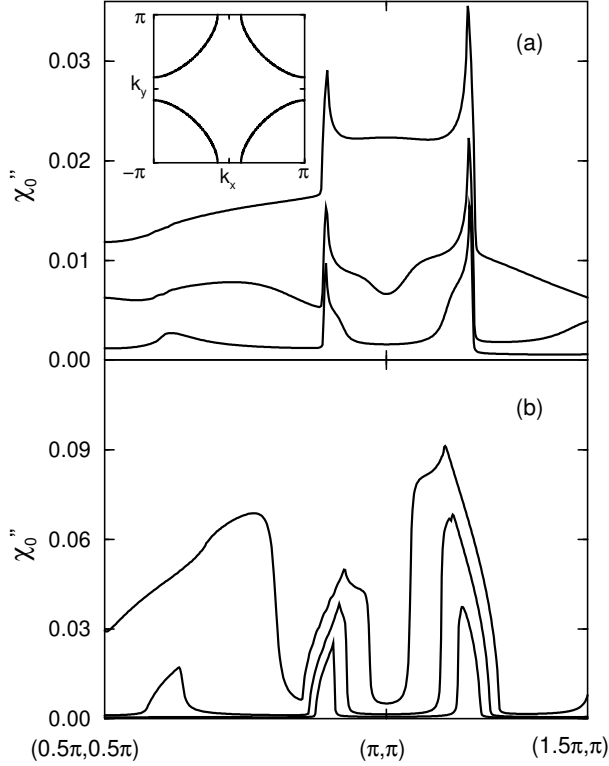 π
(a)
0.03
k_y
−π
k_x
π
0.02
χ₀″
0.01
0.00
(b)
0.09
0.06
χ₀″
0.03
0.00
(0.5π,0.5π)
(π,π)
(1.5π,π)